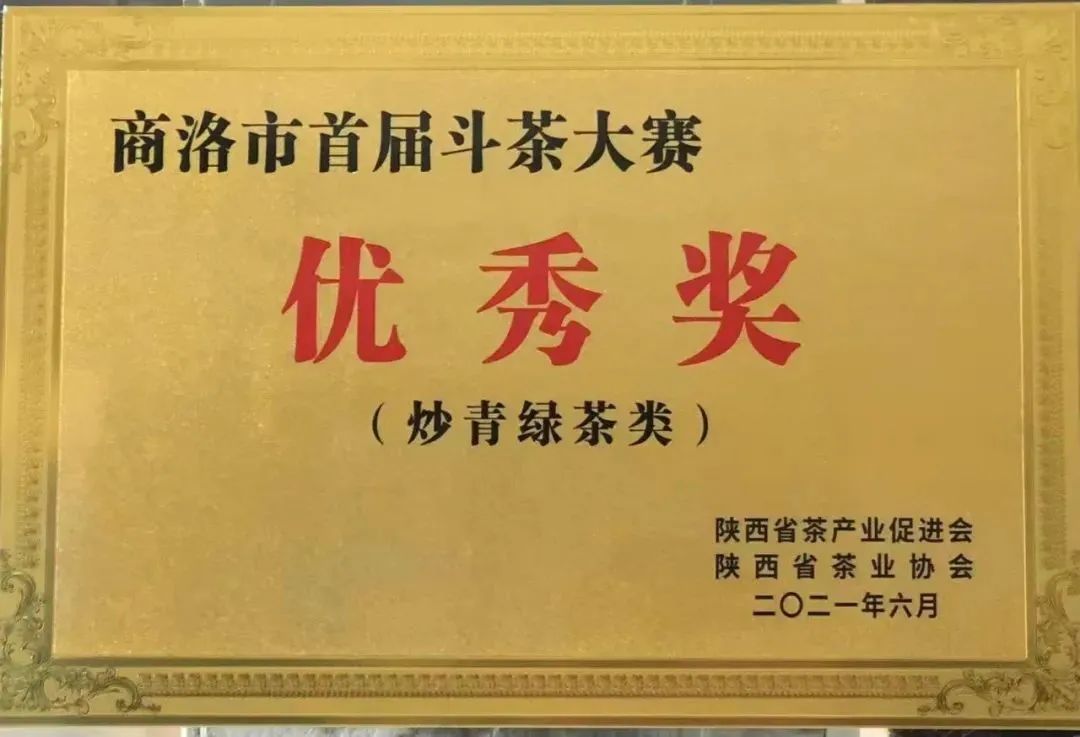 商洛市首届斗茶大赛
优秀奖
（炒青绿茶类）
陕西省茶产业促进会
陕西省茶业协会
二〇二一年六月